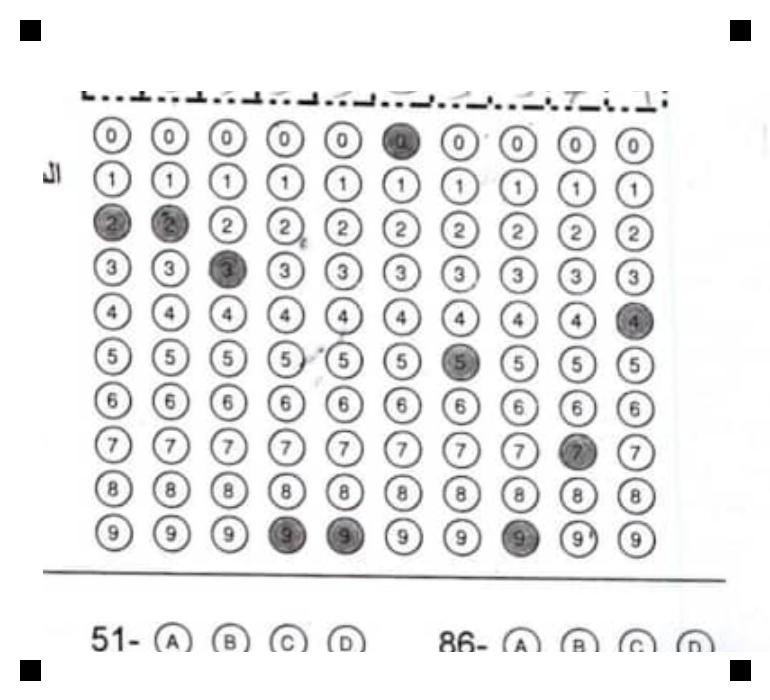 0 0 0 0 0 0 0 0 0 0
1 1 1 1 1 1 1 1 1 1
2 2 2 2 2 2 2 2 2 2
3 3 3 3 3 3 3 3 3 3
4 4 4 4 4 4 4 4 4 4
5 5 5 5 5 5 5 5 5 5
6 6 6 6 6 6 6 6 6 6
7 7 7 7 7 7 7 7 7 7
8 8 8 8 8 8 8 8 8 8
9 9 9 9 9 9 9 9 9 9
51- A B C D 86- A B C D